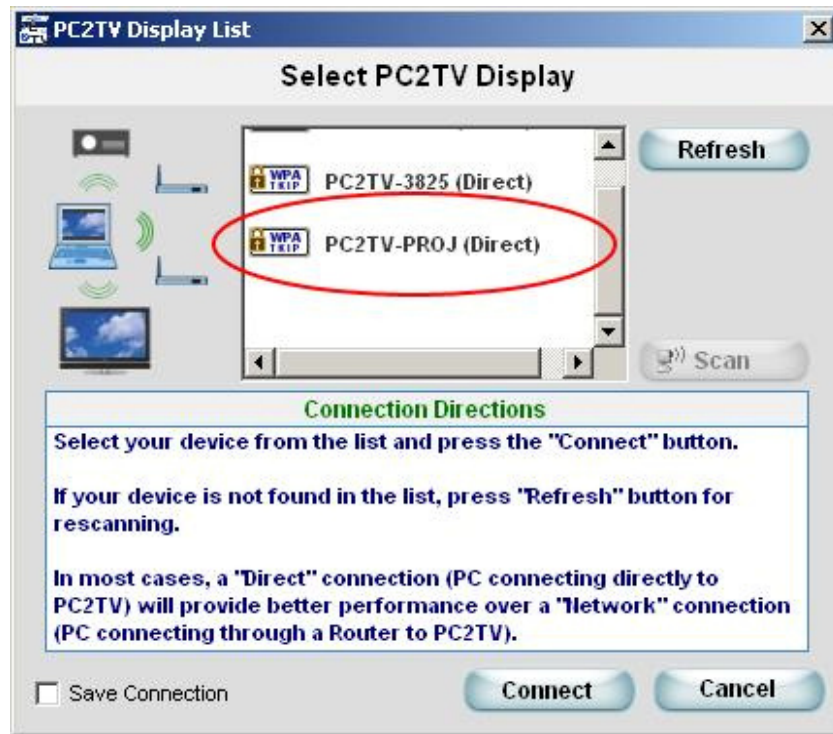 PC2TV Display List
Select PC2TV Display
Refresh
WPA TKIP PC2TV-3825 (Direct)
WPA TKIP PC2TV-PROJ (Direct)
Scan
Connection Directions
Select your device from the list and press the "Connect" button.
If your device is not found in the list, press "Refresh" button for
rescanning.
In most cases, a "Direct" connection (PC connecting directly to
PC2TV) will provide better performance over a "Network" connection
(PC connecting through a Router to PC2TV).
Save Connection
Connect
Cancel